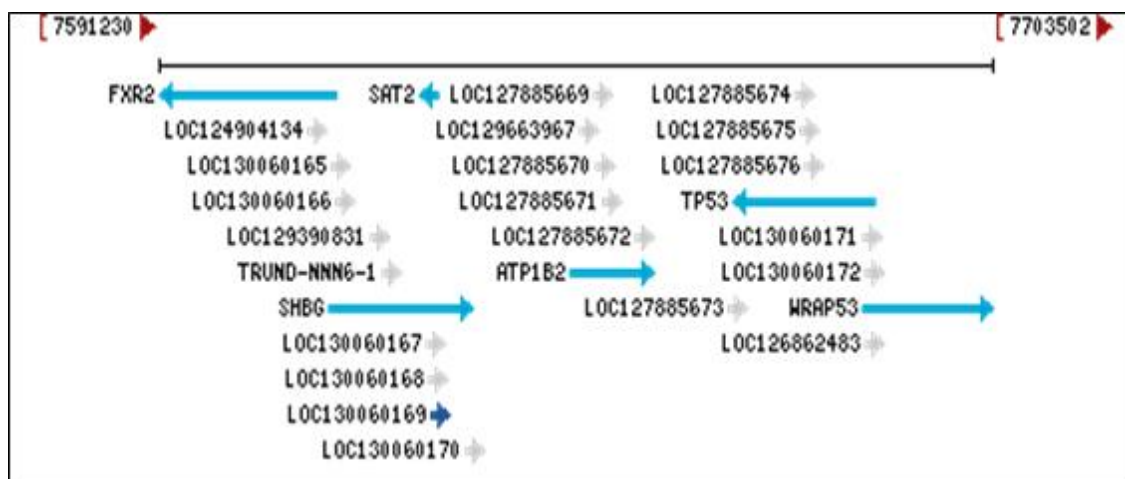 [ 7591230 [ 7703502
FXR2 SAT2 LOC127885669 LOC127885674
LOC124904134 LOC129663967 LOC127885675
LOC130060165 LOC127885670 LOC127885676
LOC130060166 LOC127885671 TP53
LOC129390831 LOC127885672 LOC130060171
TRUND-NNN6-1 ATP1B2 LOC130060172
SHBG LOC127885673 WRAP53
LOC130060167 LOC126862483
LOC130060168
LOC130060169
LOC130060170